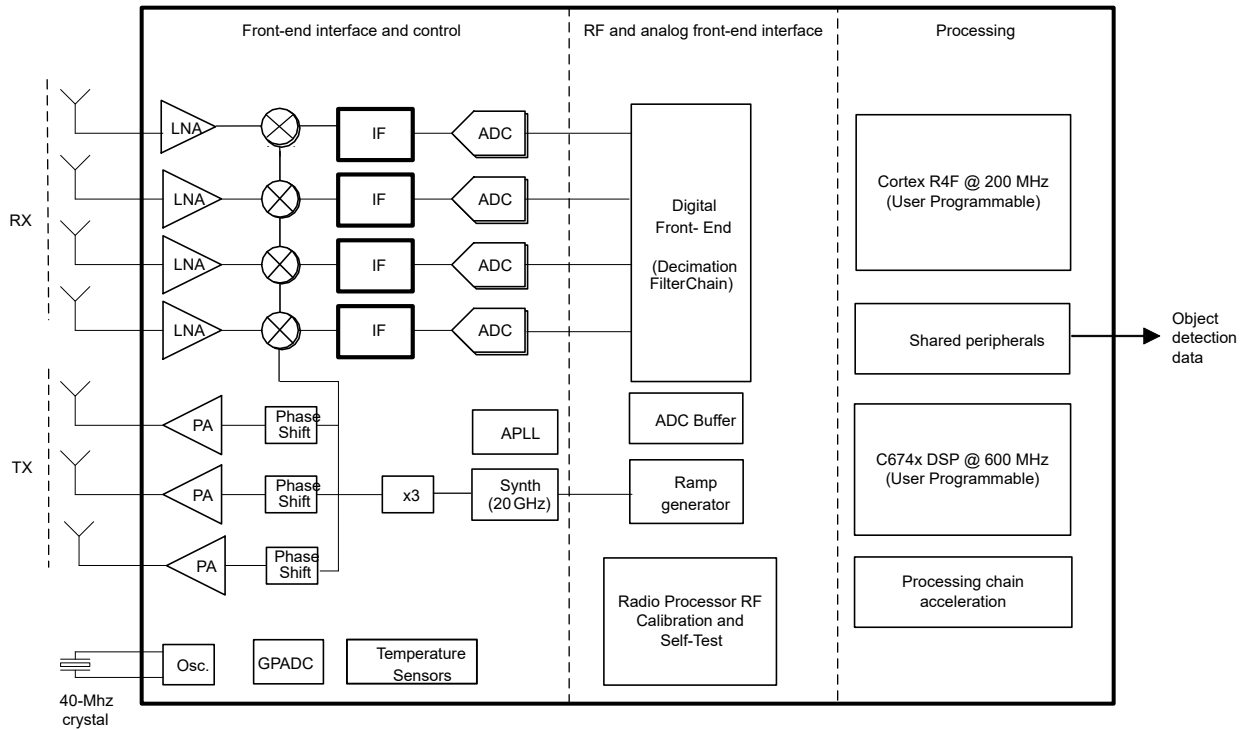 Front-end interface and control
RF and analog front-end interface
Processing
RX
LNA
IF
ADC
LNA
IF
ADC
LNA
IF
ADC
LNA
IF
ADC
Digital
Front- End
(Decimation
FilterChain)
Cortex R4F @ 200 MHz
(User Programmable)
Shared peripherals
Object
detection
data
TX
PA
Phase
Shift
PA
Phase
Shift
PA
Phase
Shift
x3
APLL
Synth
(20 GHz)
ADC Buffer
Ramp
generator
C674x DSP @ 600 MHz
(User Programmable)
Radio Processor RF
Calibration and
Self-Test
Processing chain
acceleration
40-Mhz
crystal
Osc.
GPADC
Temperature
Sensors